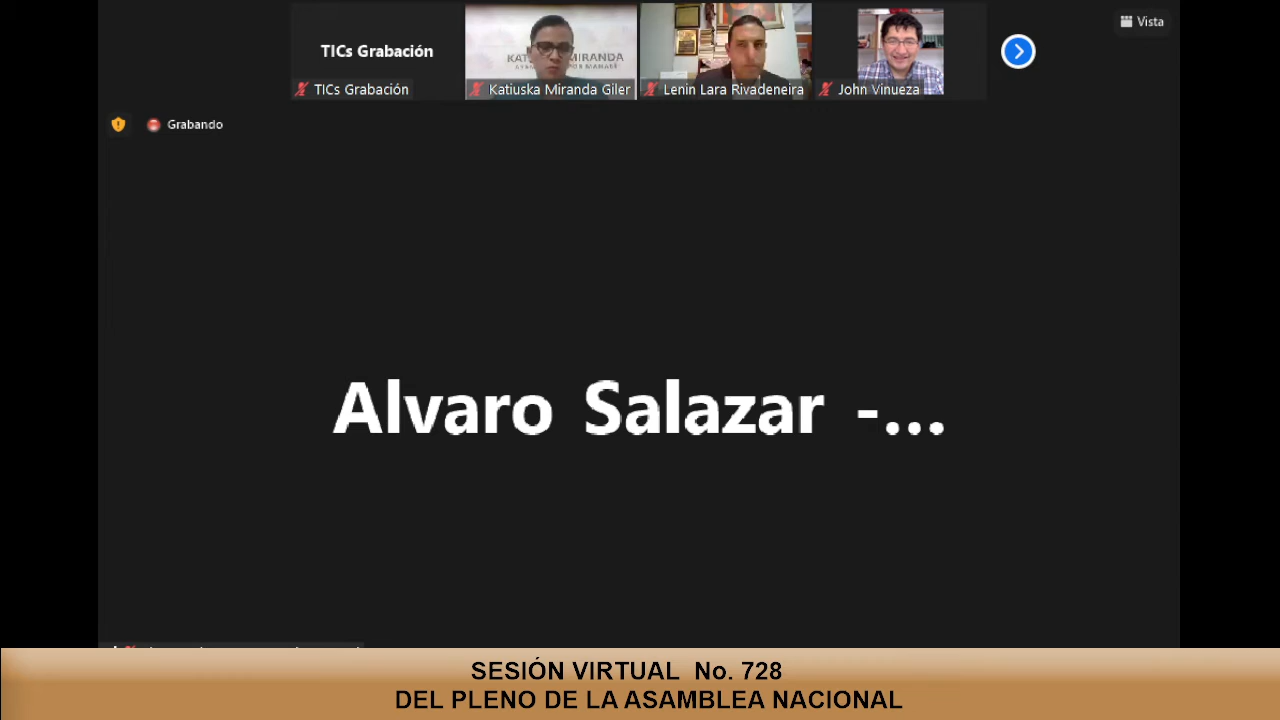 TICs Grabación
Vista
TICs Grabación
Katiuska Miranda Giler
Lenin Lara Rivadeneira
John Vinueza
Grabando
Alvaro Salazar -...
SESIÓN VIRTUAL No. 728
DEL PLENO DE LA ASAMBLEA NACIONAL